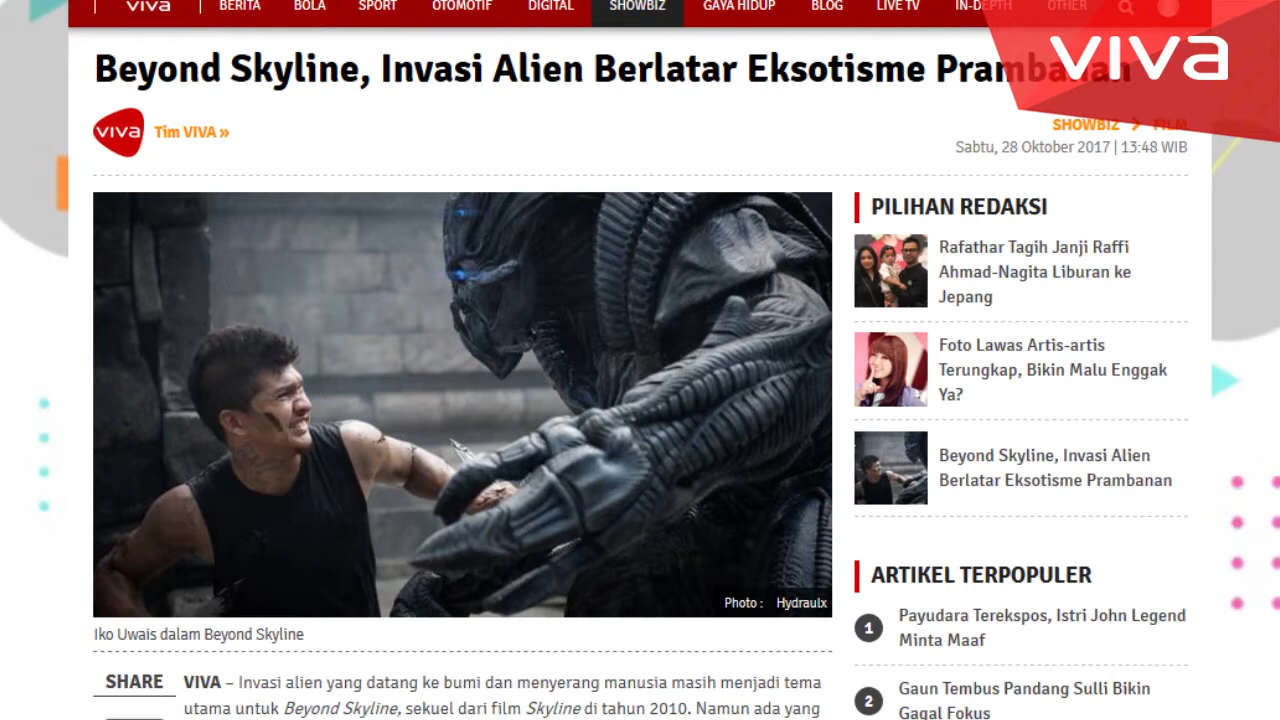 viva BERITA BOLA SPORT OTOMOTIF DIGITAL SHOWBIZ GAYA HIDUP BLOG LIVE TV IN-DEPTH OTHER
VIVA
Beyond Skyline, Invasi Alien Berlatar Eksotisme Prambanan
viva Tim VIVA »
SHOWBIZ > FILM
Sabtu, 28 Oktober 2017 | 13:48 WIB
Photo : Hydraulx
Iko Uwais dalam Beyond Skyline
SHARE
VIVA – Invasi alien yang datang ke bumi dan menyerang manusia masih menjadi tema
utama untuk Beyond Skyline, sekuel dari film Skyline di tahun 2010. Namun ada yang
PILIHAN REDAKSI
Rafathar Tagih Janji Raffi
Ahmad-Nagita Liburan ke
Jepang
Foto Lawas Artis-artis
Terungkap, Bikin Malu Enggak
Ya?
Beyond Skyline, Invasi Alien
Berlatar Eksotisme Prambanan
ARTIKEL TERPOPULER
1 Payudara Terekspos, Istri John Legend
Minta Maaf
2 Gaun Tembus Pandang Sulli Bikin
Gagal Fokus